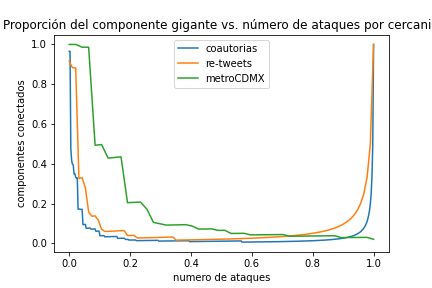 Proporción del componente gigante vs. número de ataques por cercani
coautorias
re-tweets
metroCDMX
componentes conectados
1.0
0.8
0.6
0.4
0.2
0.0
0.0 0.2 0.4 0.6 0.8 1.0
numero de ataques